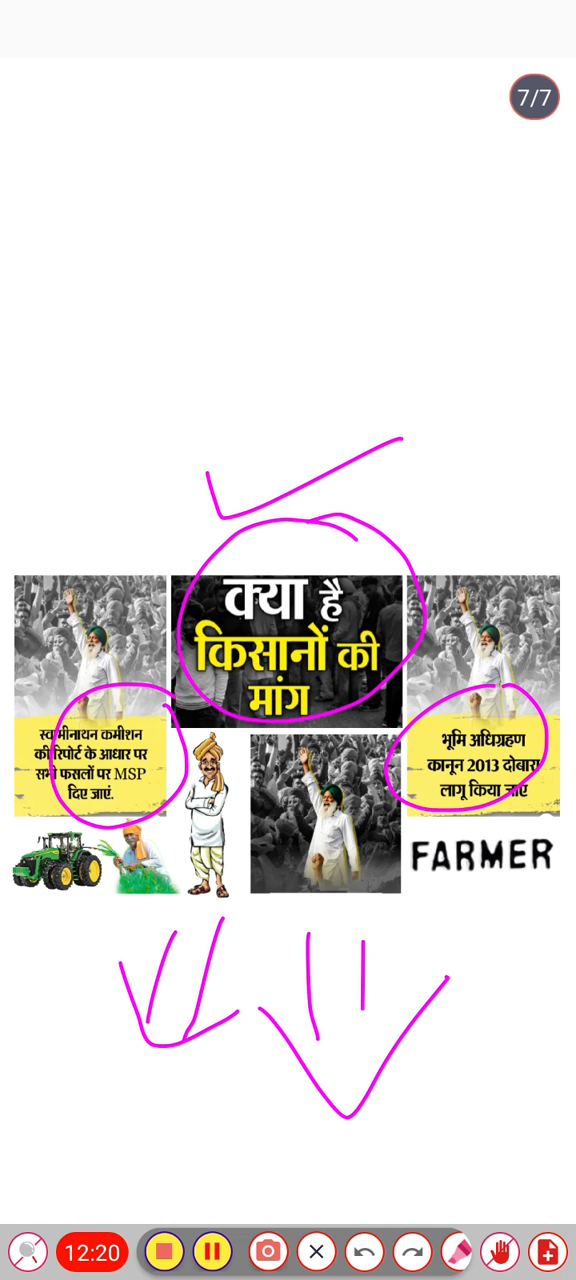 7/7
क्या है
किसानों की
मांग
स्वामीनाथन कमीशन
की रिपोर्ट के आधार पर
सभी फसलों पर MSP
दिए जाएं.
भूमि अधिग्रहण
कानून 2013 दोबारा
लागू किया जाए
FARMER
12:20